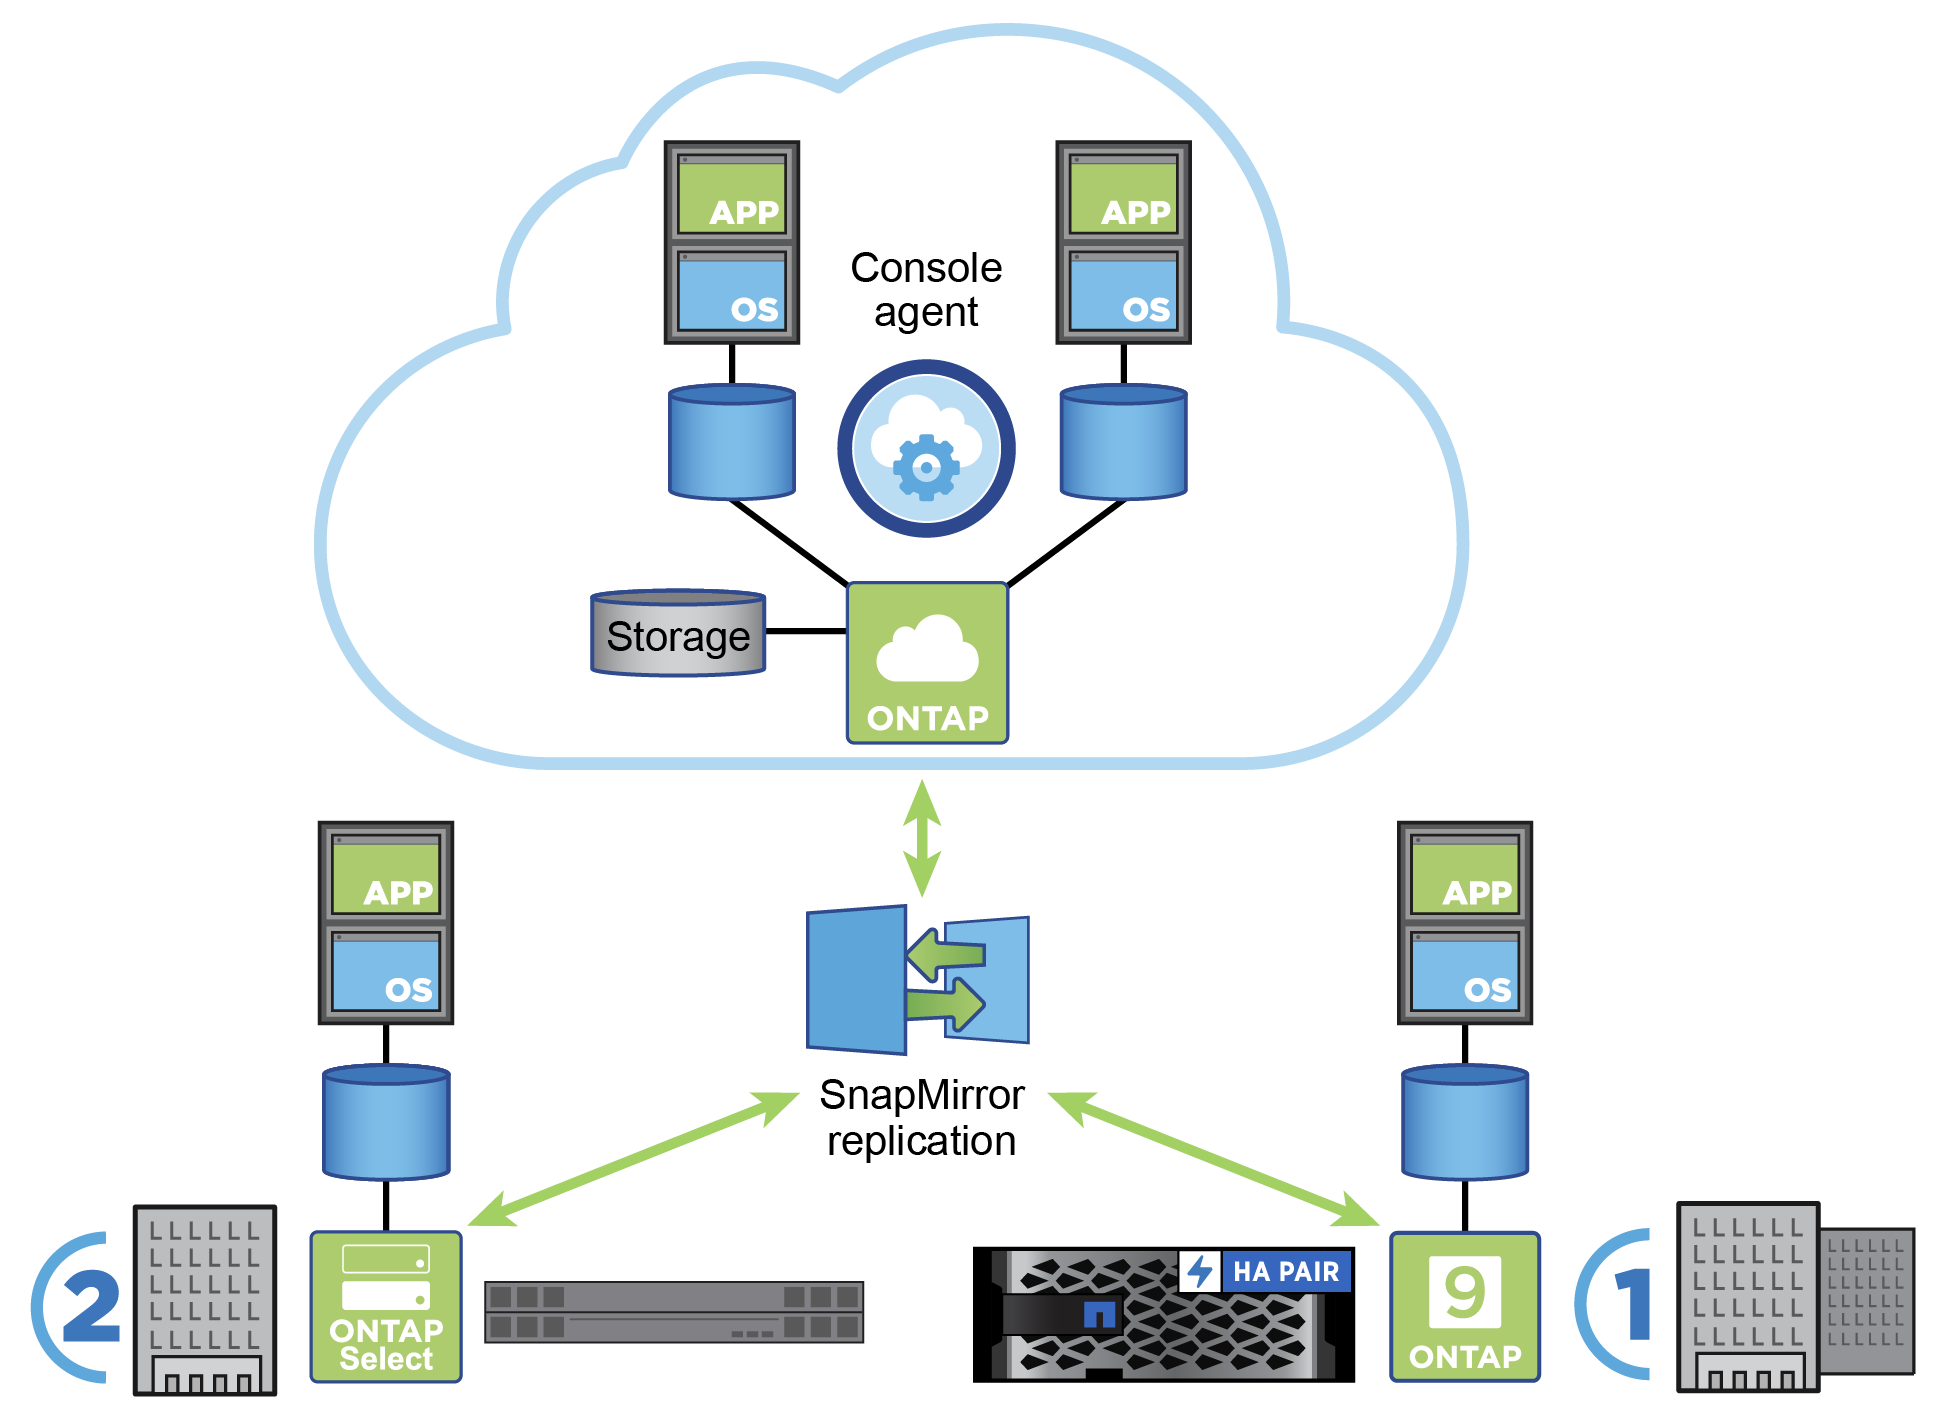 APP
OS
Console
agent
APP
OS
Storage
ONTAP
APP
OS
SnapMirror
replication
APP
OS
2
ONTAP
Select
HA PAIR
9
ONTAP
1